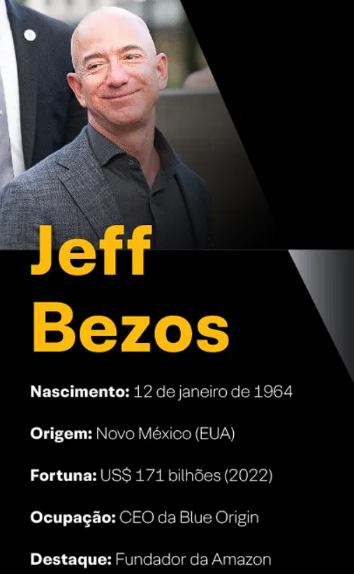 Jeff
Bezos
Nascimento: 12 de janeiro de 1964
Origem: Novo México (EUA)
Fortuna: US$ 171 bilhões (2022)
Ocupação: CEO da Blue Origin
Destaque: Fundador da Amazon